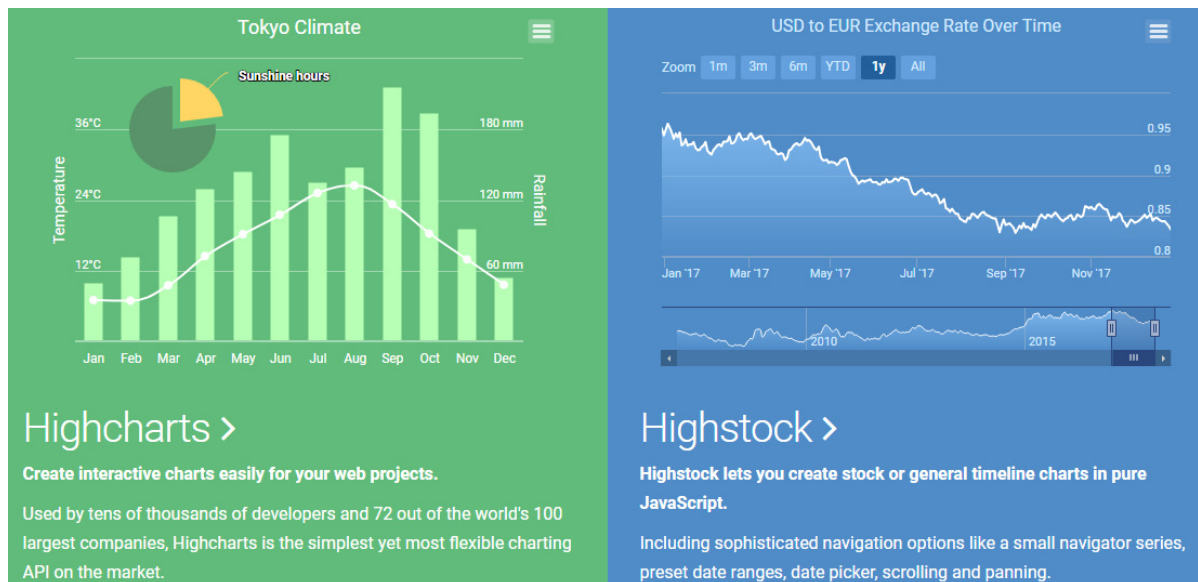 Tokyo Climate
Sunshine hours
36°C
24°C
12°C
Temperature
180 mm
120 mm
60 mm
Rainfall
Jan Feb Mar Apr May Jun Jul Aug Sep Oct Nov Dec
Highcharts
Create interactive charts easily for your web projects.
Used by tens of thousands of developers and 72 out of the world's 100
largest companies, Highcharts is the simplest yet most flexible charting
API on the market.
USD to EUR Exchange Rate Over Time
Zoom 1m 3m 6m YTD 1y All
0.95
0.9
0.85
0.8
Jan '17 Mar '17 May '17 Jul '17 Sep '17 Nov '17
2010 2015
Highstock
Highstock lets you create stock or general timeline charts in pure
JavaScript.
Including sophisticated navigation options like a small navigator series,
preset date ranges, date picker, scrolling and panning.